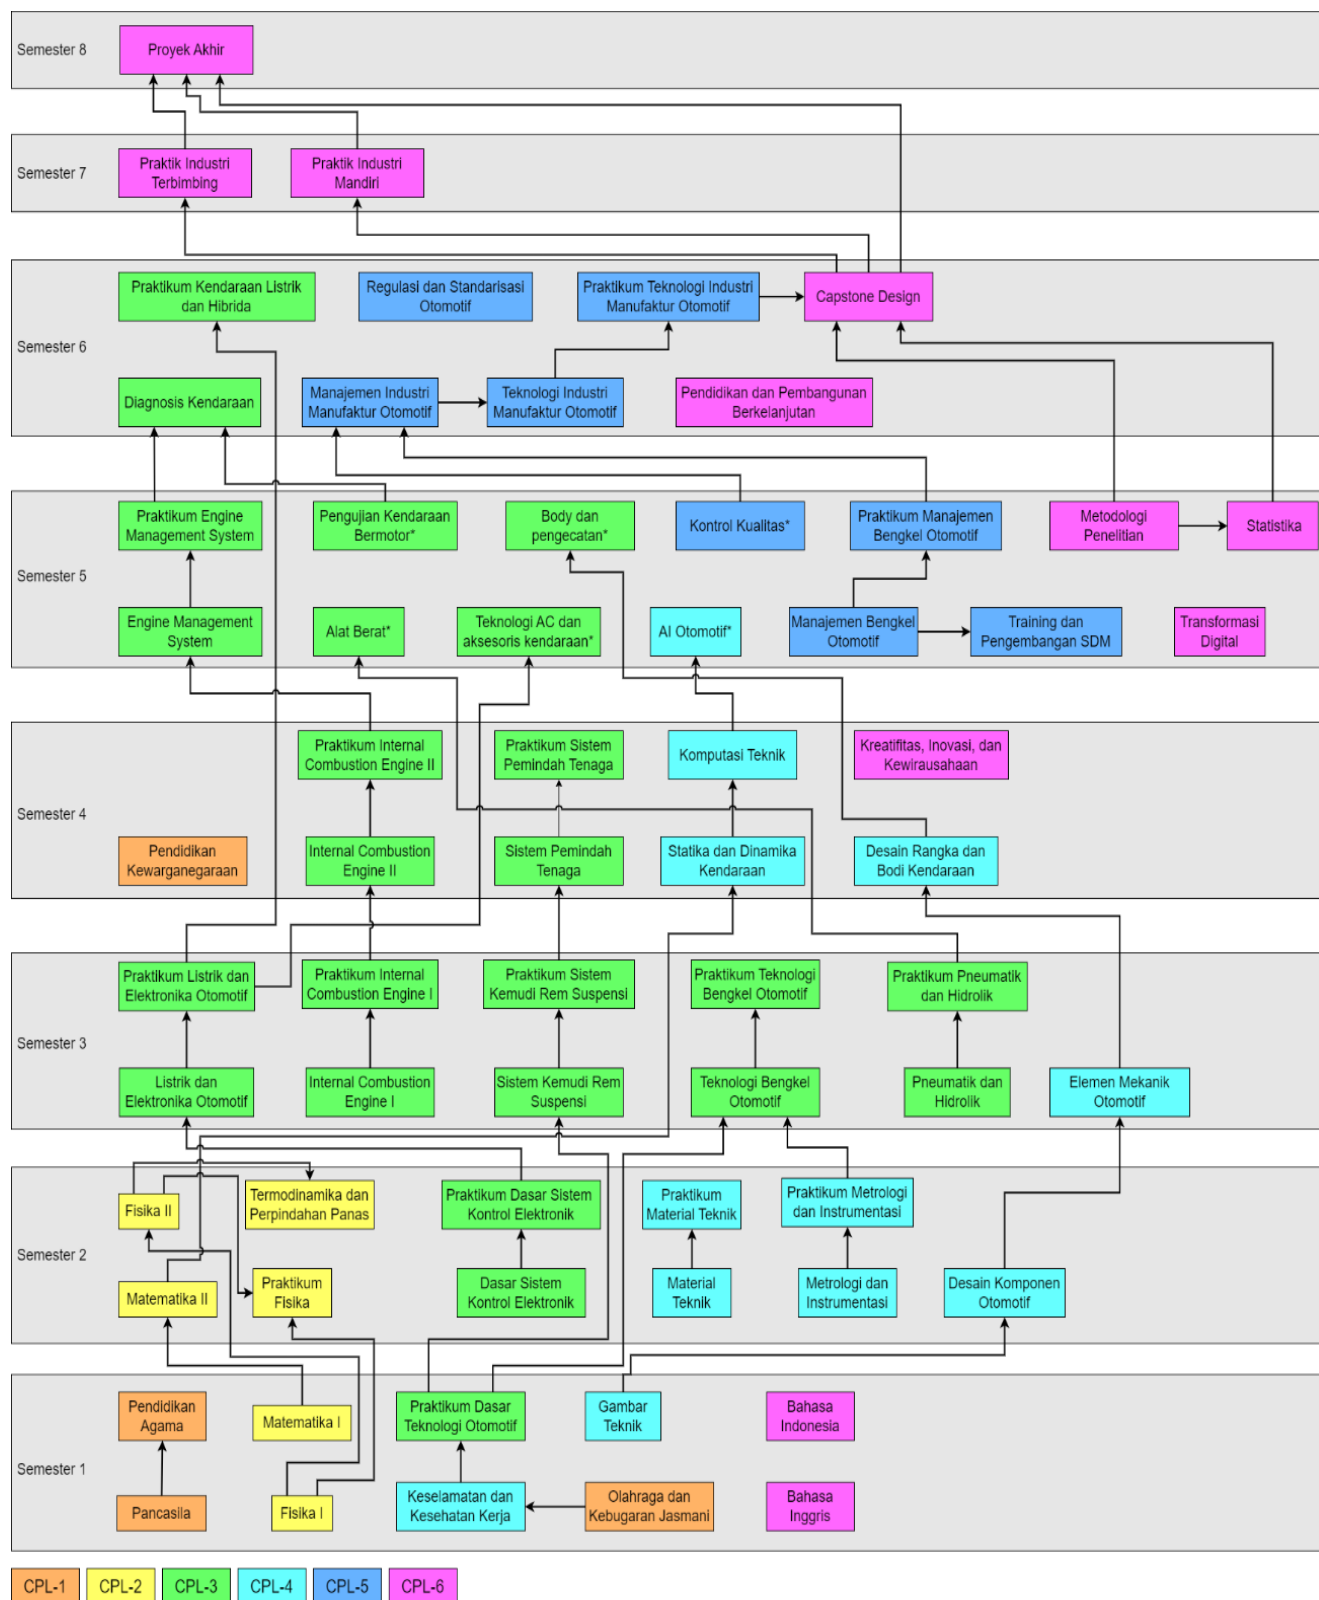 Semester 8
Proyek Akhir
Semester 7
Praktik Industri
Terbimbing
Praktik Industri
Mandiri
Semester 6
Praktikum Kendaraan Listrik
dan Hibrida
Regulasi dan Standarisasi
Otomotif
Praktikum Teknologi Industri
Manufaktur Otomotif
Capstone Design
Diagnosis Kendaraan
Manajemen Industri
Manufaktur Otomotif
Teknologi Industri
Manufaktur Otomotif
Pendidikan dan Pembangunan
Berkelanjutan
Semester 5
Praktikum Engine
Management System
Pengujian Kendaraan
Bermotor*
Body dan
pengecatan*
Kontrol Kualitas*
Praktikum Manajemen
Bengkel Otomotif
Metodologi
Penelitian
Statistika
Engine Management
System
Alat Berat*
Teknologi AC dan
aksesoris kendaraan*
AI Otomotif*
Manajemen Bengkel
Otomotif
Training dan
Pengembangan SDM
Transformasi
Digital
Semester 4
Praktikum Internal
Combustion Engine II
Praktikum Sistem
Pemindah Tenaga
Komputasi Teknik
Kreatifitas, Inovasi, dan
Kewirausahaan
Pendidikan
Kewarganegaraan
Internal Combustion
Engine II
Sistem Pemindah
Tenaga
Statika dan Dinamika
Kendaraan
Desain Rangka dan
Bodi Kendaraan
Semester 3
Praktikum Listrik dan
Elektronika Otomotif
Praktikum Internal
Combustion Engine I
Praktikum Sistem
Kemudi Rem Suspensi
Praktikum Teknologi
Bengkel Otomotif
Praktikum Pneumatik
dan Hidrolik
Listrik dan
Elektronika Otomotif
Internal Combustion
Engine I
Sistem Kemudi Rem
Suspensi
Teknologi Bengkel
Otomotif
Pneumatik dan
Hidrolik
Elemen Mekanik
Otomotif
Semester 2
Fisika II
Termodinamika dan
Perpindahan Panas
Praktikum Dasar Sistem
Kontrol Elektronik
Praktikum
Material Teknik
Praktikum Metrologi
dan Instrumentasi
Matematika II
Praktikum
Fisika
Dasar Sistem
Kontrol Elektronik
Material
Teknik
Metrologi dan
Instrumentasi
Desain Komponen
Otomotif
Semester 1
Pendidikan
Agama
Matematika I
Praktikum Dasar
Teknologi Otomotif
Gambar
Teknik
Bahasa
Indonesia
Pancasila
Fisika I
Keselamatan dan
Kesehatan Kerja
Olahraga dan
Kebugaran Jasmani
Bahasa
Inggris
CPL-1
CPL-2
CPL-3
CPL-4
CPL-5
CPL-6